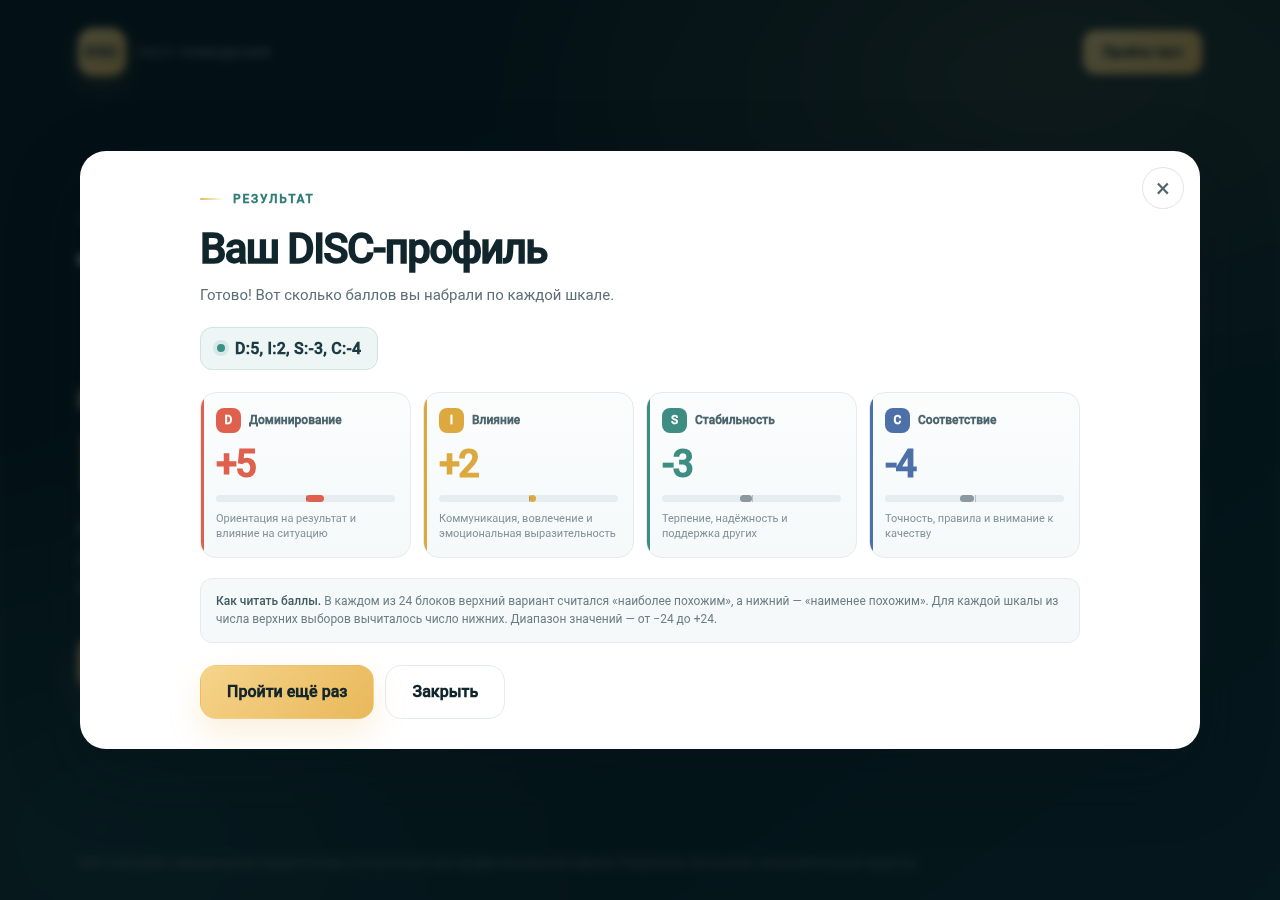 РЕЗУЛЬТАТ
Ваш DISC-профиль
Готово! Вот сколько баллов вы набрали по каждой шкале.
D:5, I:2, S:-3, C:-4
D Доминирование
+5
Ориентация на результат и
влияние на ситуацию
I Влияние
+2
Коммуникация, вовлечение и
эмоциональная выразительность
S Стабильность
-3
Терпение, надёжность и
поддержка других
C Соответствие
-4
Точность, правила и внимание к
качеству
Как читать баллы. В каждом из 24 блоков верхний вариант считался «наиболее похожим», а нижний — «наименее похожим». Для каждой шкалы из
числа верхних выборов вычиталось число нижних. Диапазон значений — от −24 до +24.
Пройти ещё раз
Закрыть